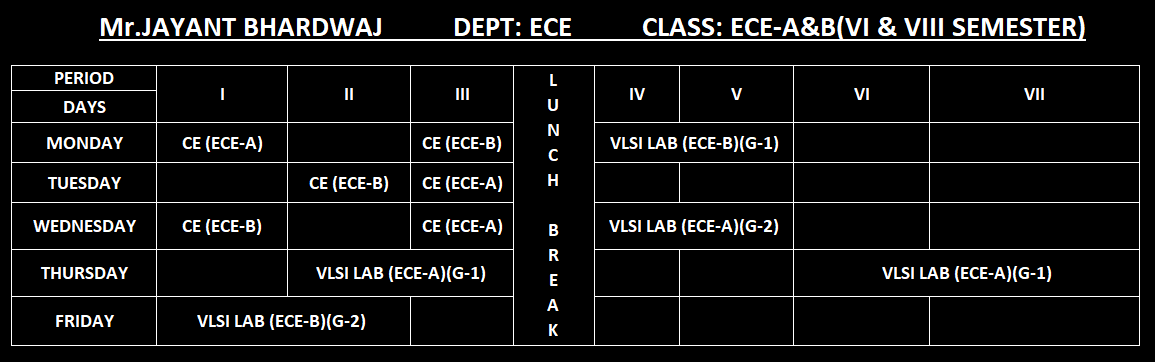 Mr.JAYANT BHARDWAJ DEPT: ECE CLASS: ECE-A&B(VI & VIII SEMESTER)
PERIOD
DAYS
I II III LUNCH BREAK IV V VI VII
MONDAY CE (ECE-A) CE (ECE-B) VLSI LAB (ECE-B)(G-1)
TUESDAY CE (ECE-B) CE (ECE-A)
WEDNESDAY CE (ECE-B) CE (ECE-A) VLSI LAB (ECE-A)(G-2)
THURSDAY VLSI LAB (ECE-A)(G-1) VLSI LAB (ECE-A)(G-1)
FRIDAY VLSI LAB (ECE-B)(G-2)